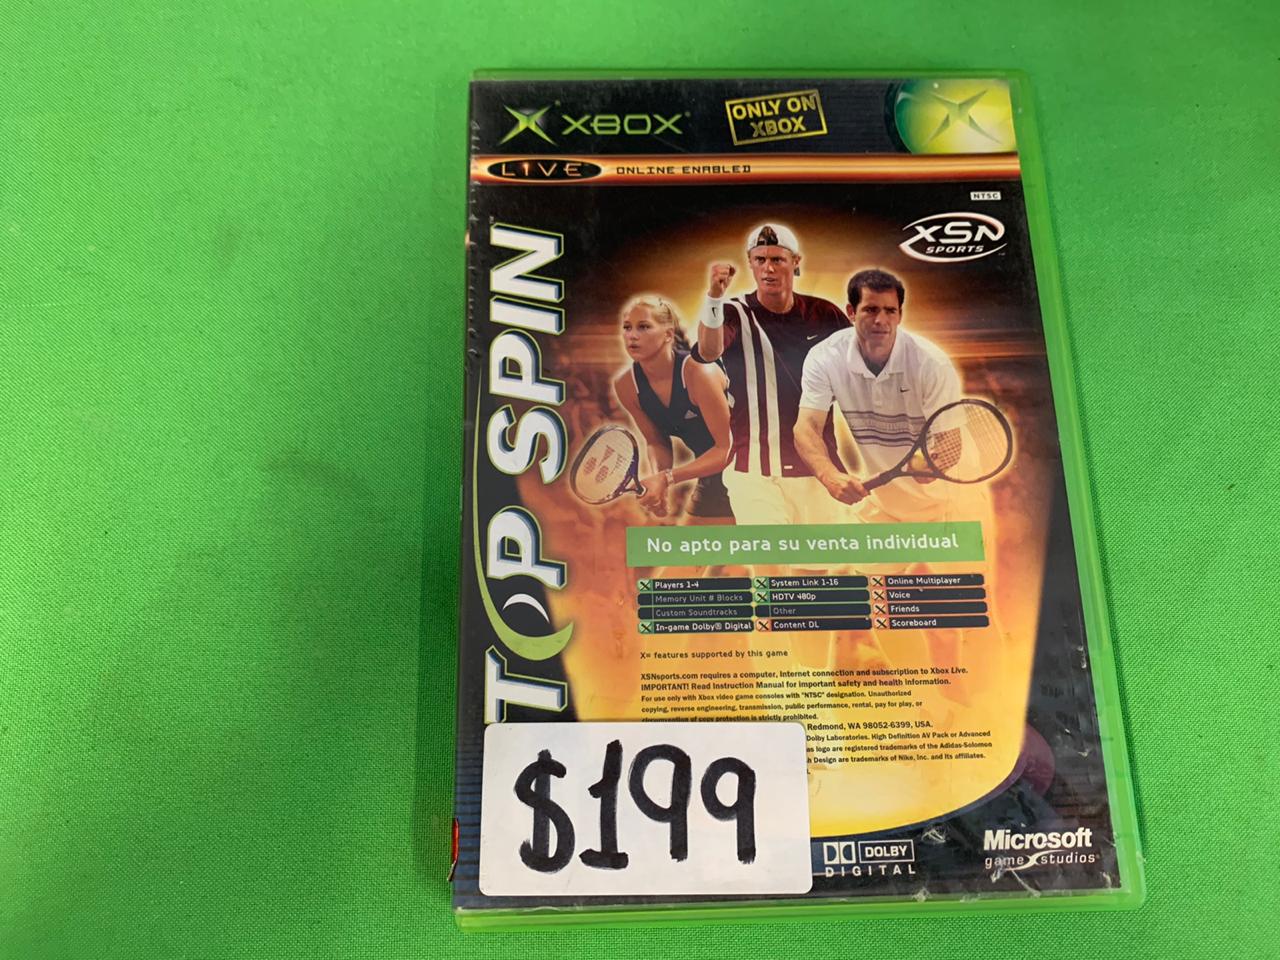 XBOX
ONLY ON
XBOX
LIVE ONLINE ENABLED
NTSC
XSN
SPORTS
TOP SPIN
No apto para su venta individual
Players 1-4
Memory Unit # Blocks
Custom Soundtracks
In-game Dolby® Digital
System Link 1-16
HDTV 480p
Other
Content DL
Online Multiplayer
Voice
Friends
Scoreboard
X= features supported by this game
XSNsports.com requires a computer, Internet connection and subscription to Xbox Live.
IMPORTANT! Read Instruction Manual for important safety and health information.
For use only with Xbox video game consoles with "NTSC" designation. Unauthorized
copying, reverse engineering, transmission, public performance, rental, pay for play, or
circumvention of copy protection is strictly prohibited.
Redmond, WA 98052-6399, USA.
Dolby Laboratories. High Definition AV Pack or Advanced
logo are registered trademarks of the Adidas-Salomon
Design are trademarks of Nike, Inc. and its affiliates.
$199
DOLBY
DIGITAL
Microsoft
game studios